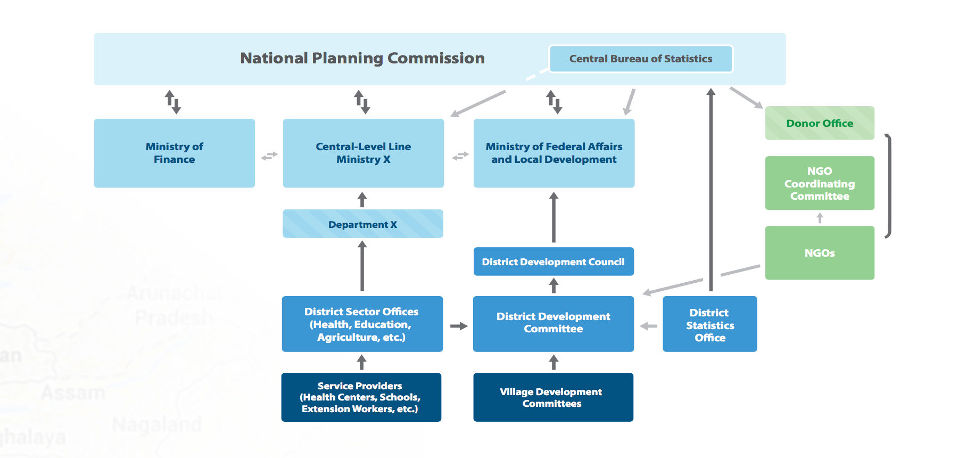 National Planning Commission
Central Bureau of Statistics
Ministry of
Finance
Central-Level Line
Ministry X
Ministry of Federal Affairs
and Local Development
Donor Office
NGO
Coordinating
Committee
Department X
NGOs
District Development Council
District Sector Offices
(Health, Education,
Agriculture, etc.)
District Development
Committee
District
Statistics
Office
Service Providers
(Health Centers, Schools,
Extension Workers, etc.)
Village Development
Committees
Arunachal
Pradesh
Assam
Nagaland